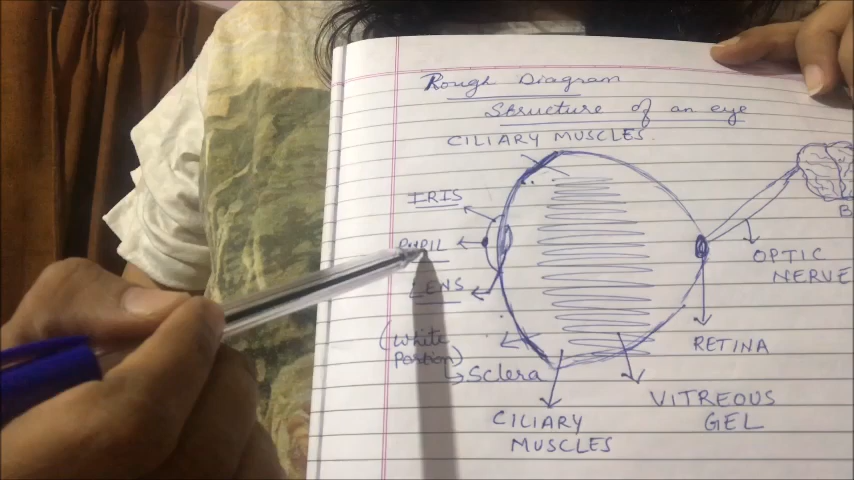 Rough Diagram
Structure of an eye
CILIARY MUSCLES.
IRIS
PUPIL
LENS
OPTIC
NERVE
(White
Portion)
Sclera
RETINA
VITREOUS
GEL
CILIARY
MUSCLES
B